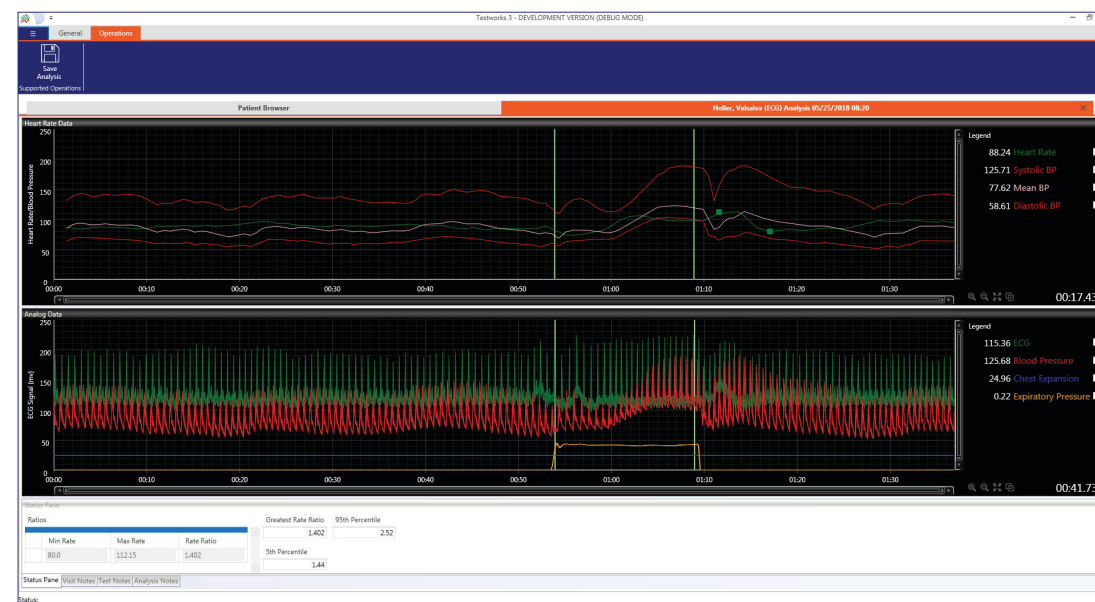 Testworks 3 - DEVELOPMENT VERSION (DEBUG MODE)
General Operations
Save
Analysis
Supported Operations
Patient Browser
Heller, Valsalva (ECG) Analysis 05/25/2018 08:20
Heart Rate Data
Heart Rate/Blood Pressure
250
200
150
100
50
0
00:00 00:10 00:20 00:30 00:40 00:50 01:00 01:10 01:20 01:30
Legend
88.24 Heart Rate
125.71 Systolic BP
77.62 Mean BP
58.61 Diastolic BP
00:17.43
Analog Data
ECG Signal (mv)
250
200
150
100
50
0
00:00 00:10 00:20 00:30 00:40 00:50 01:00 01:10 01:20 01:30
Legend
115.36 ECG
125.68 Blood Pressure
24.96 Chest Expansion
0.22 Expiratory Pressure
00:41.73
Status Pane
Ratios
Min Rate Max Rate Rate Ratio
80.0 112.15 1.402
Greatest Rate Ratio 95th Percentile
1.402 2.52
5th Percentile
1.44
Status Pane Visit Notes Test Notes Analysis Notes
Status: